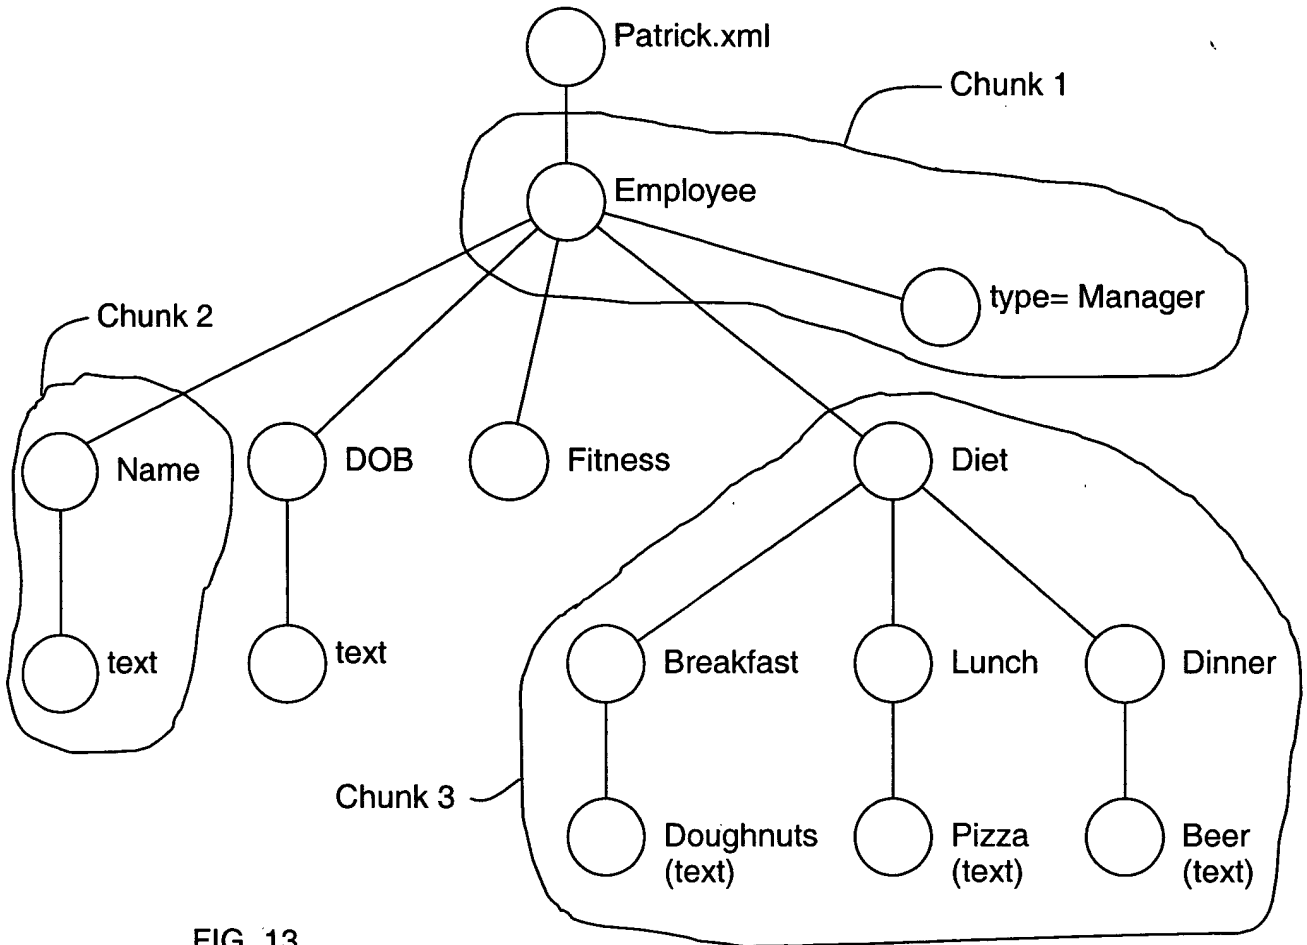 Patrick.xml
Chunk 1
Employee
type= Manager
Chunk 2
Name
DOB
Fitness
Diet
text
text
Breakfast
Lunch
Dinner
Chunk 3
Doughnuts
(text)
Pizza
(text)
Beer
(text)
FIG. 13